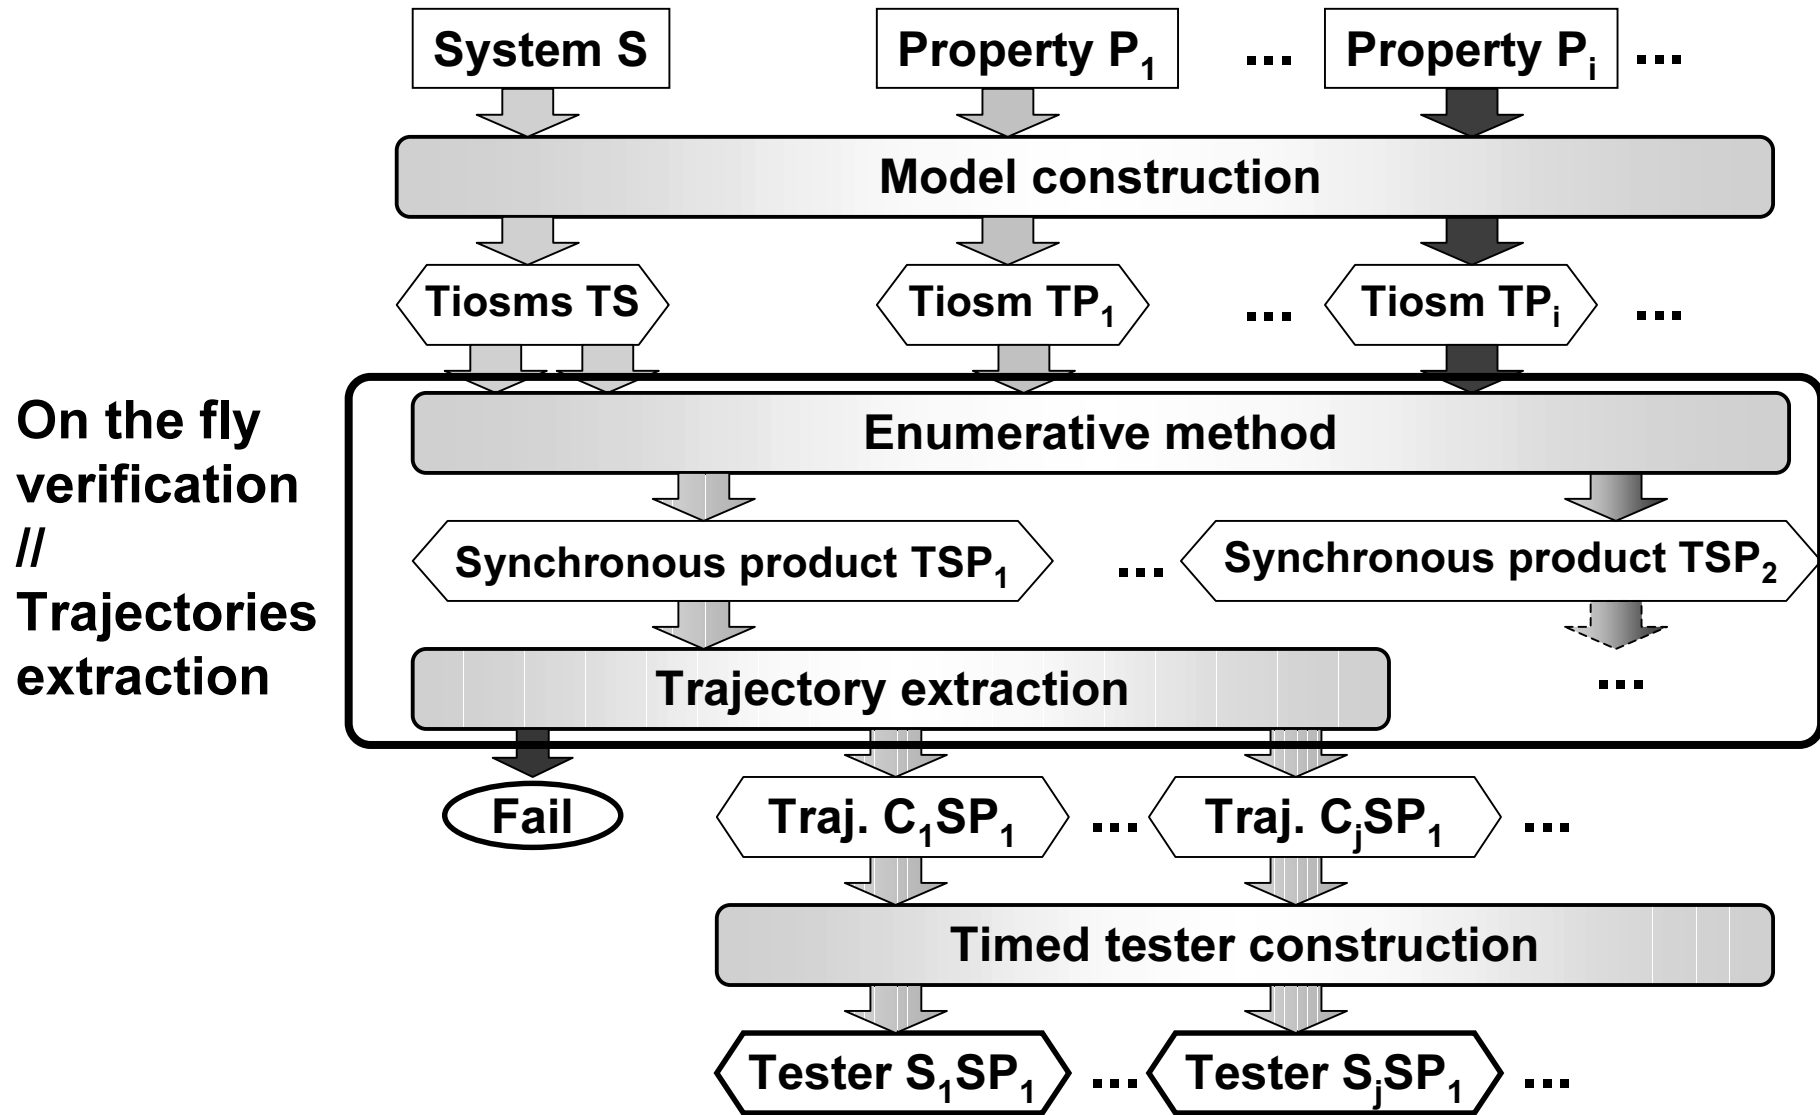 System S
Property P₁
...
Property Pᵢ
...
Model construction
Tiosms TS
Tiosm TP₁
...
Tiosm TPᵢ
...
On the fly
verification
//
Trajectories
extraction
Enumerative method
Synchronous product TSP₁
...
Synchronous product TSP₂
Trajectory extraction
...
Fail
Traj. C₁SP₁
...
Traj. CⱼSP₁
...
Timed tester construction
Tester S₁SP₁
...
Tester SⱼSP₁
...